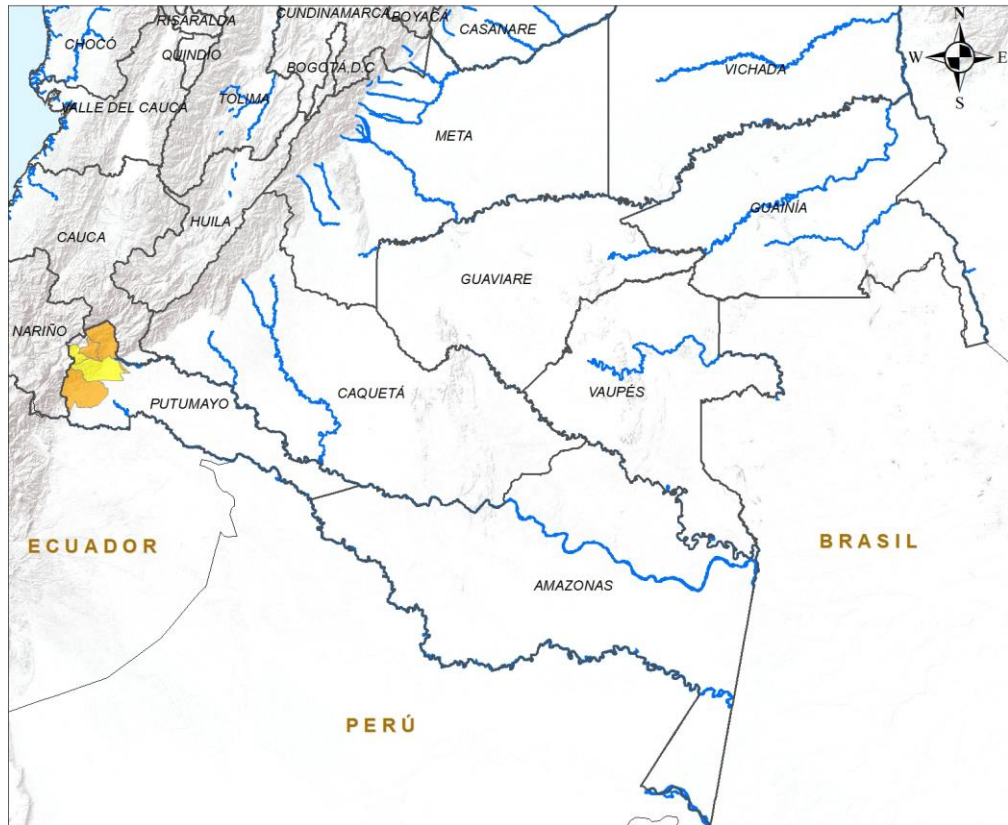 CUNDINAMARCA
BOYACÁ
RISARALDA
CASANARE
N
CHOCÓ
QUINDÍO
BOGOTÁ D.C
W
E
VICHADA
S
TOLIMA
VALLE DEL CAUCA
META
GUAINÍA
HUILA
CAUCA
GUAVIARE
NARIÑO
PUTUMAYO
CAQUETÁ
VAUPÉS
ECUADOR
BRASIL
AMAZONAS
PERÚ